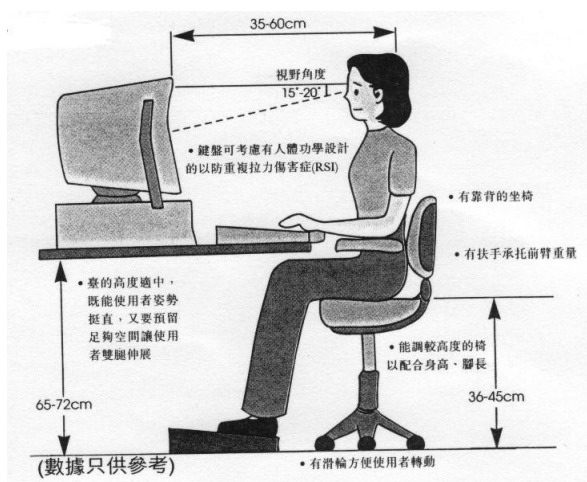 35-60cm
視野角度
15°-20°
• 鍵盤可考慮有人體功學設計
的以防重複拉力傷害症(RSI)
• 有靠背的坐椅
• 有扶手承托前臂重量
• 臺的高度適中，
既能使用者姿勢
挺直，又要預留
足夠空間讓使用
者雙腿伸展
• 能調較高度的椅
以配合身高、腳長
65-72cm
36-45cm
(數據只供參考)
• 有滑輪方便使用者轉動